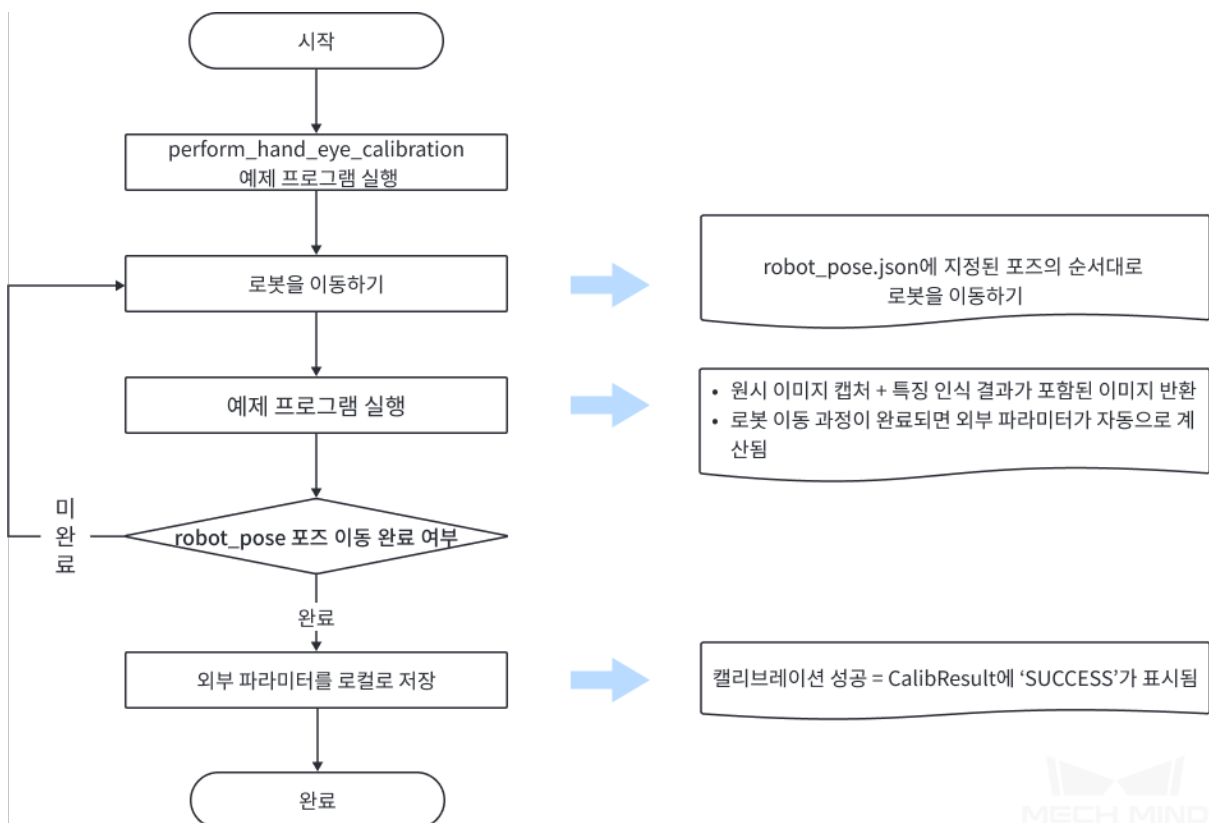 시작
perform_hand_eye_calibration
예제 프로그램 실행
로봇을 이동하기
robot_pose.json에 지정된 포즈의 순서대로
로봇을 이동하기
예제 프로그램 실행
• 원시 이미지 캡처 + 특징 인식 결과가 포함된 이미지 반환
• 로봇 이동 과정이 완료되면 외부 파라미터가 자동으로 계
산됨
미
완
료
robot_pose 포즈 이동 완료 여부
완료
외부 파라미터를 로컬로 저장
캘리브레이션 성공 = CalibResult에 ‘SUCCESS’가 표시됨
완료
MECH MIND